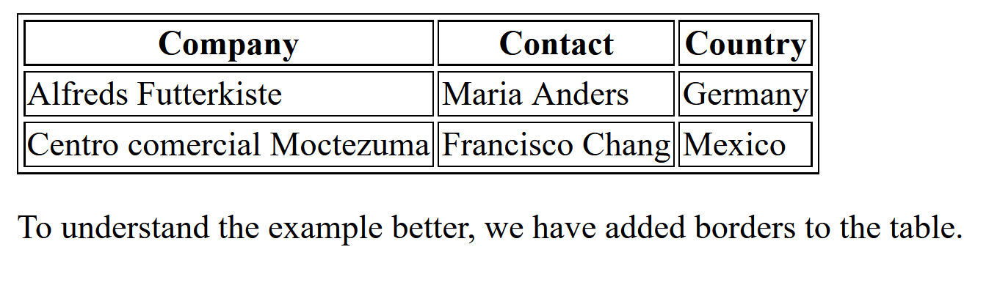 Company Contact Country
Alfreds Futterkiste Maria Anders Germany
Centro comercial Moctezuma Francisco Chang Mexico
To understand the example better, we have added borders to the table.